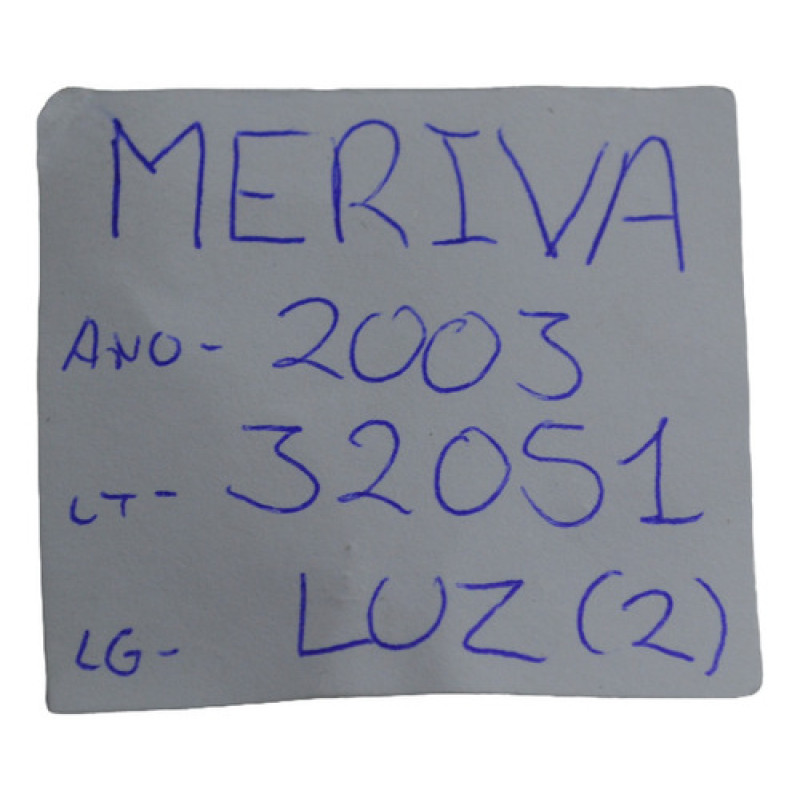 MERIVA
ANO- 2003
LT- 32051
LG- LUZ (2)